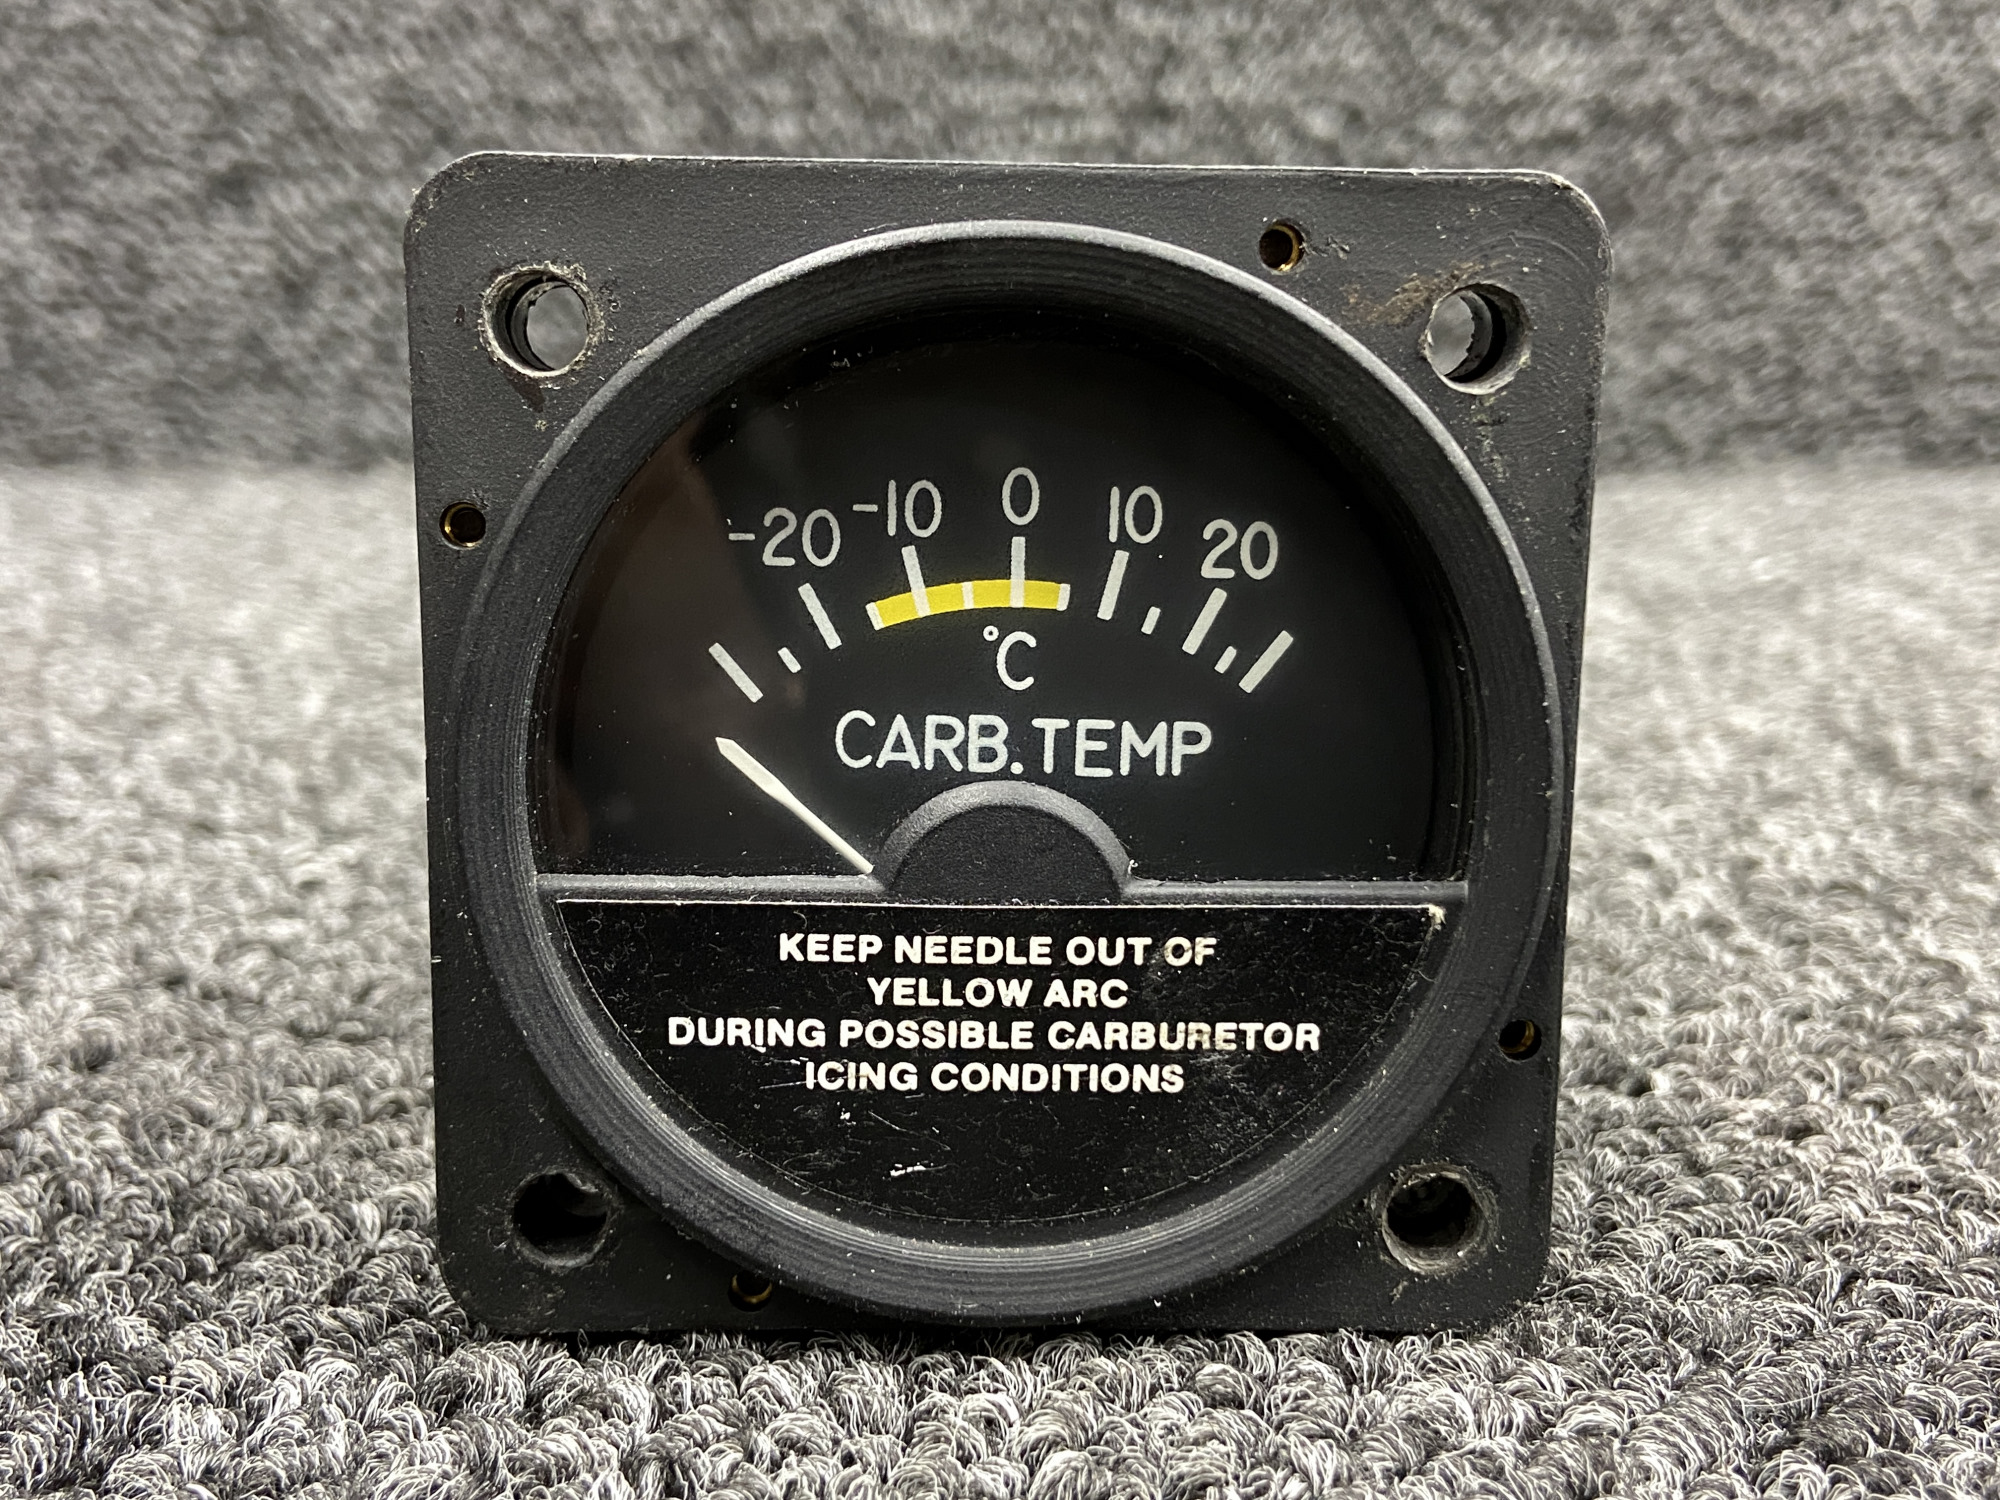 -20 -10 0 10 20
°C
CARB.TEMP
KEEP NEEDLE OUT OF
YELLOW ARC
DURING POSSIBLE CARBURETOR
ICING CONDITIONS